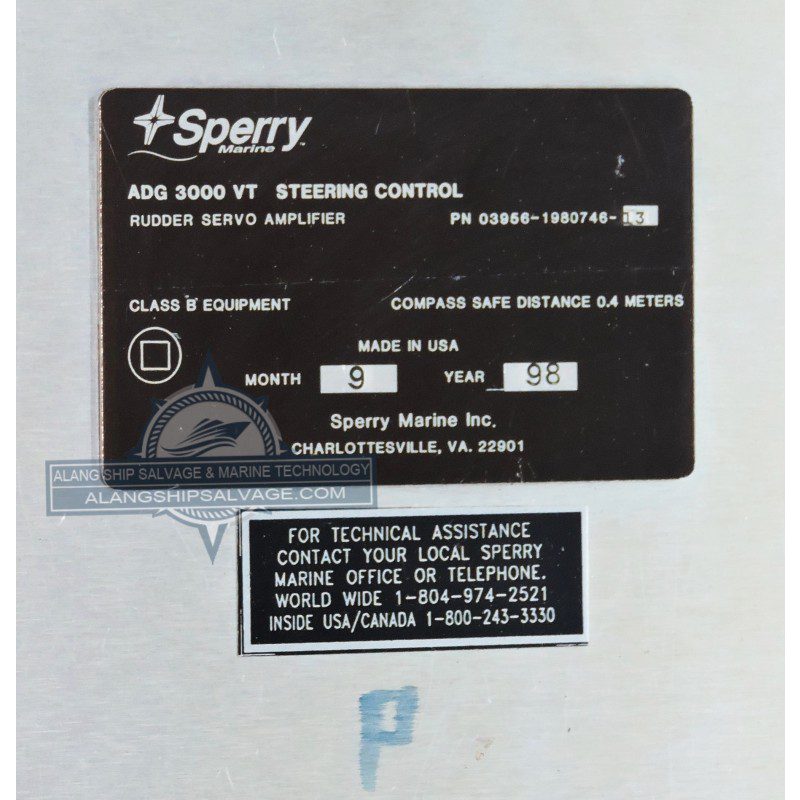 Sperry
Marine
ADG 3000 VT STEERING CONTROL
RUDDER SERVO AMPLIFIER PN 03956-1980746-13
CLASS B EQUIPMENT COMPASS SAFE DISTANCE 0.4 METERS
MADE IN USA
MONTH 9 YEAR 98
Sperry Marine Inc.
CHARLOTTESVILLE, VA. 22901
ALANG SHIP SALVAGE & MARINE TECHNOLOGY
ALANGSHIPSALVAGE.COM
FOR TECHNICAL ASSISTANCE
CONTACT YOUR LOCAL SPERRY
MARINE OFFICE OR TELEPHONE.
WORLD WIDE 1-804-974-2521
INSIDE USA/CANADA 1-800-243-3330
P